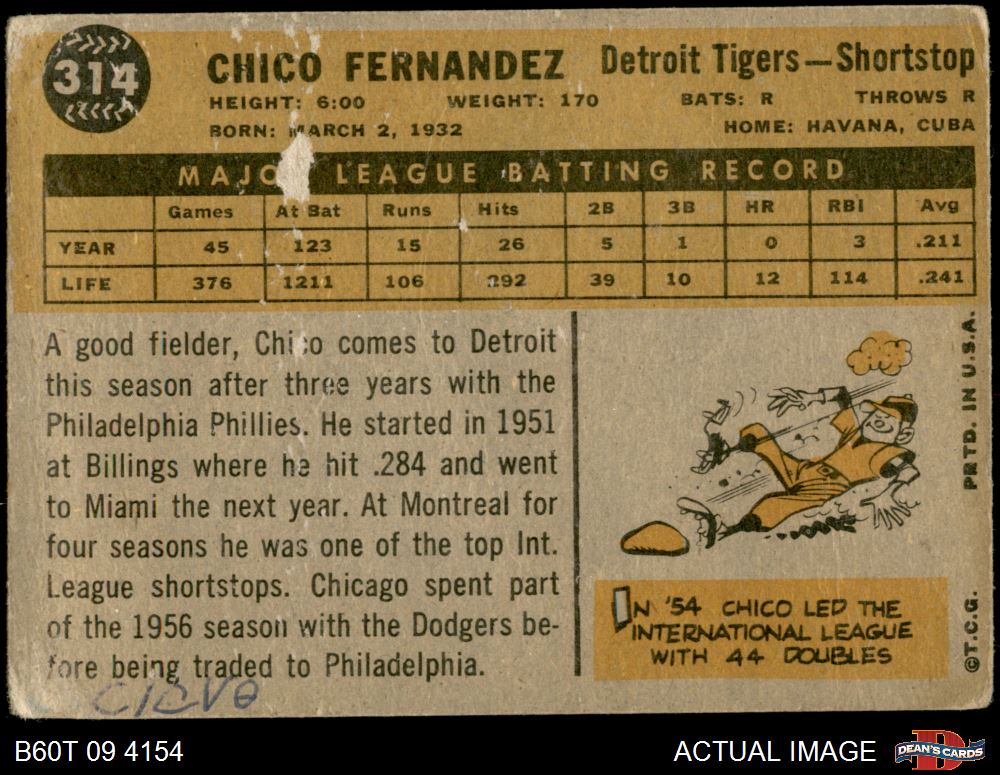 314
CHICO FERNANDEZ Detroit Tigers—Shortstop
HEIGHT: 6:00 WEIGHT: 170 BATS: R THROWS R
BORN: MARCH 2, 1932 HOME: HAVANA, CUBA
MAJOR LEAGUE BATTING RECORD
Games At Bat Runs Hits 2B 3B HR RBI Avg
YEAR 45 123 15 26 5 1 0 3 .211
LIFE 376 1211 106 292 39 10 12 114 .241
A good fielder, Chico comes to Detroit
this season after three years with the
Philadelphia Phillies. He started in 1951
at Billings where he hit .284 and went
to Miami the next year. At Montreal for
four seasons he was one of the top Int.
League shortstops. Chicago spent part
of the 1956 season with the Dodgers be-
fore being traded to Philadelphia.
IN '54 CHICO LED THE
INTERNATIONAL LEAGUE
WITH 44 DOUBLES
PRTD. IN U.S.A.
©T.C.G.
B60T 09 4154
ACTUAL IMAGE
DEAN'S CARDS